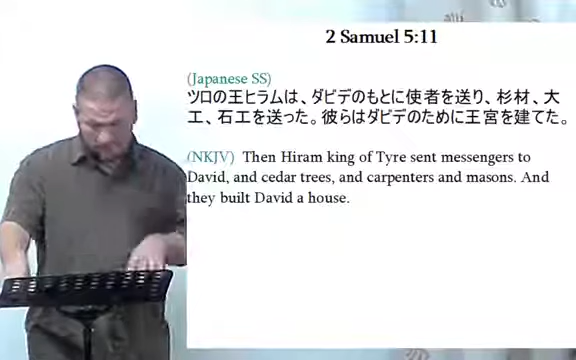 2 Samuel 5:11
(Japanese SS)
ツロの王ヒラムは、ダビデのもとに使者を送り、杉材、大
工、石工を送った。彼らはダビデのために王宮を建てた。
(NKJV) Then Hiram king of Tyre sent messengers to
David, and cedar trees, and carpenters and masons. And
they built David a house.